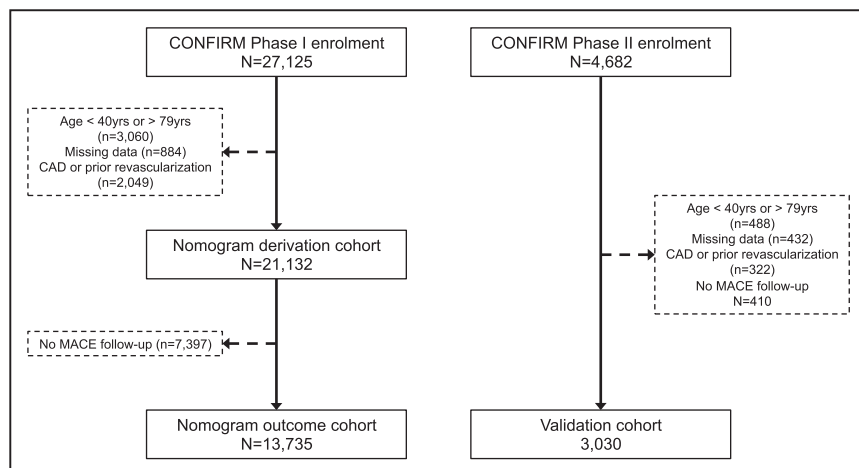 CONFIRM Phase I enrolment
N=27,125
Age < 40yrs or > 79yrs
(n=3,060)
Missing data (n=884)
CAD or prior revascularization
(n=2,049)
Nomogram derivation cohort
N=21,132
No MACE follow-up (n=7,397)
Nomogram outcome cohort
N=13,735
CONFIRM Phase II enrolment
N=4,682
Age < 40yrs or > 79yrs
(n=488)
Missing data (n=432)
CAD or prior revascularization
(n=322)
No MACE follow-up
N=410
Validation cohort
3,030